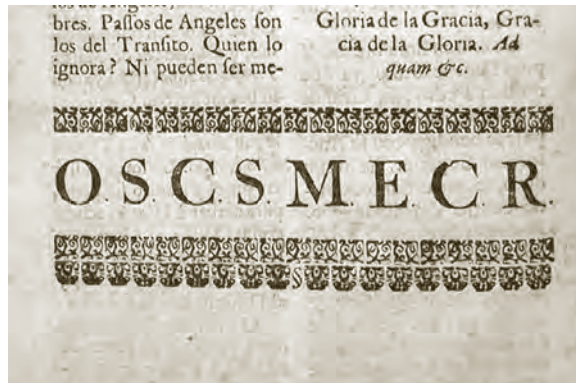 bres. Paſſos de Angeles ſon
los del Tranſito. Quien lo
ignora? Ni pueden ſer me-
Gloria de la Gracia, Gra-
cia de la Gloria. Ad
quam &c.
O. S. C. S. M. E. C. R.